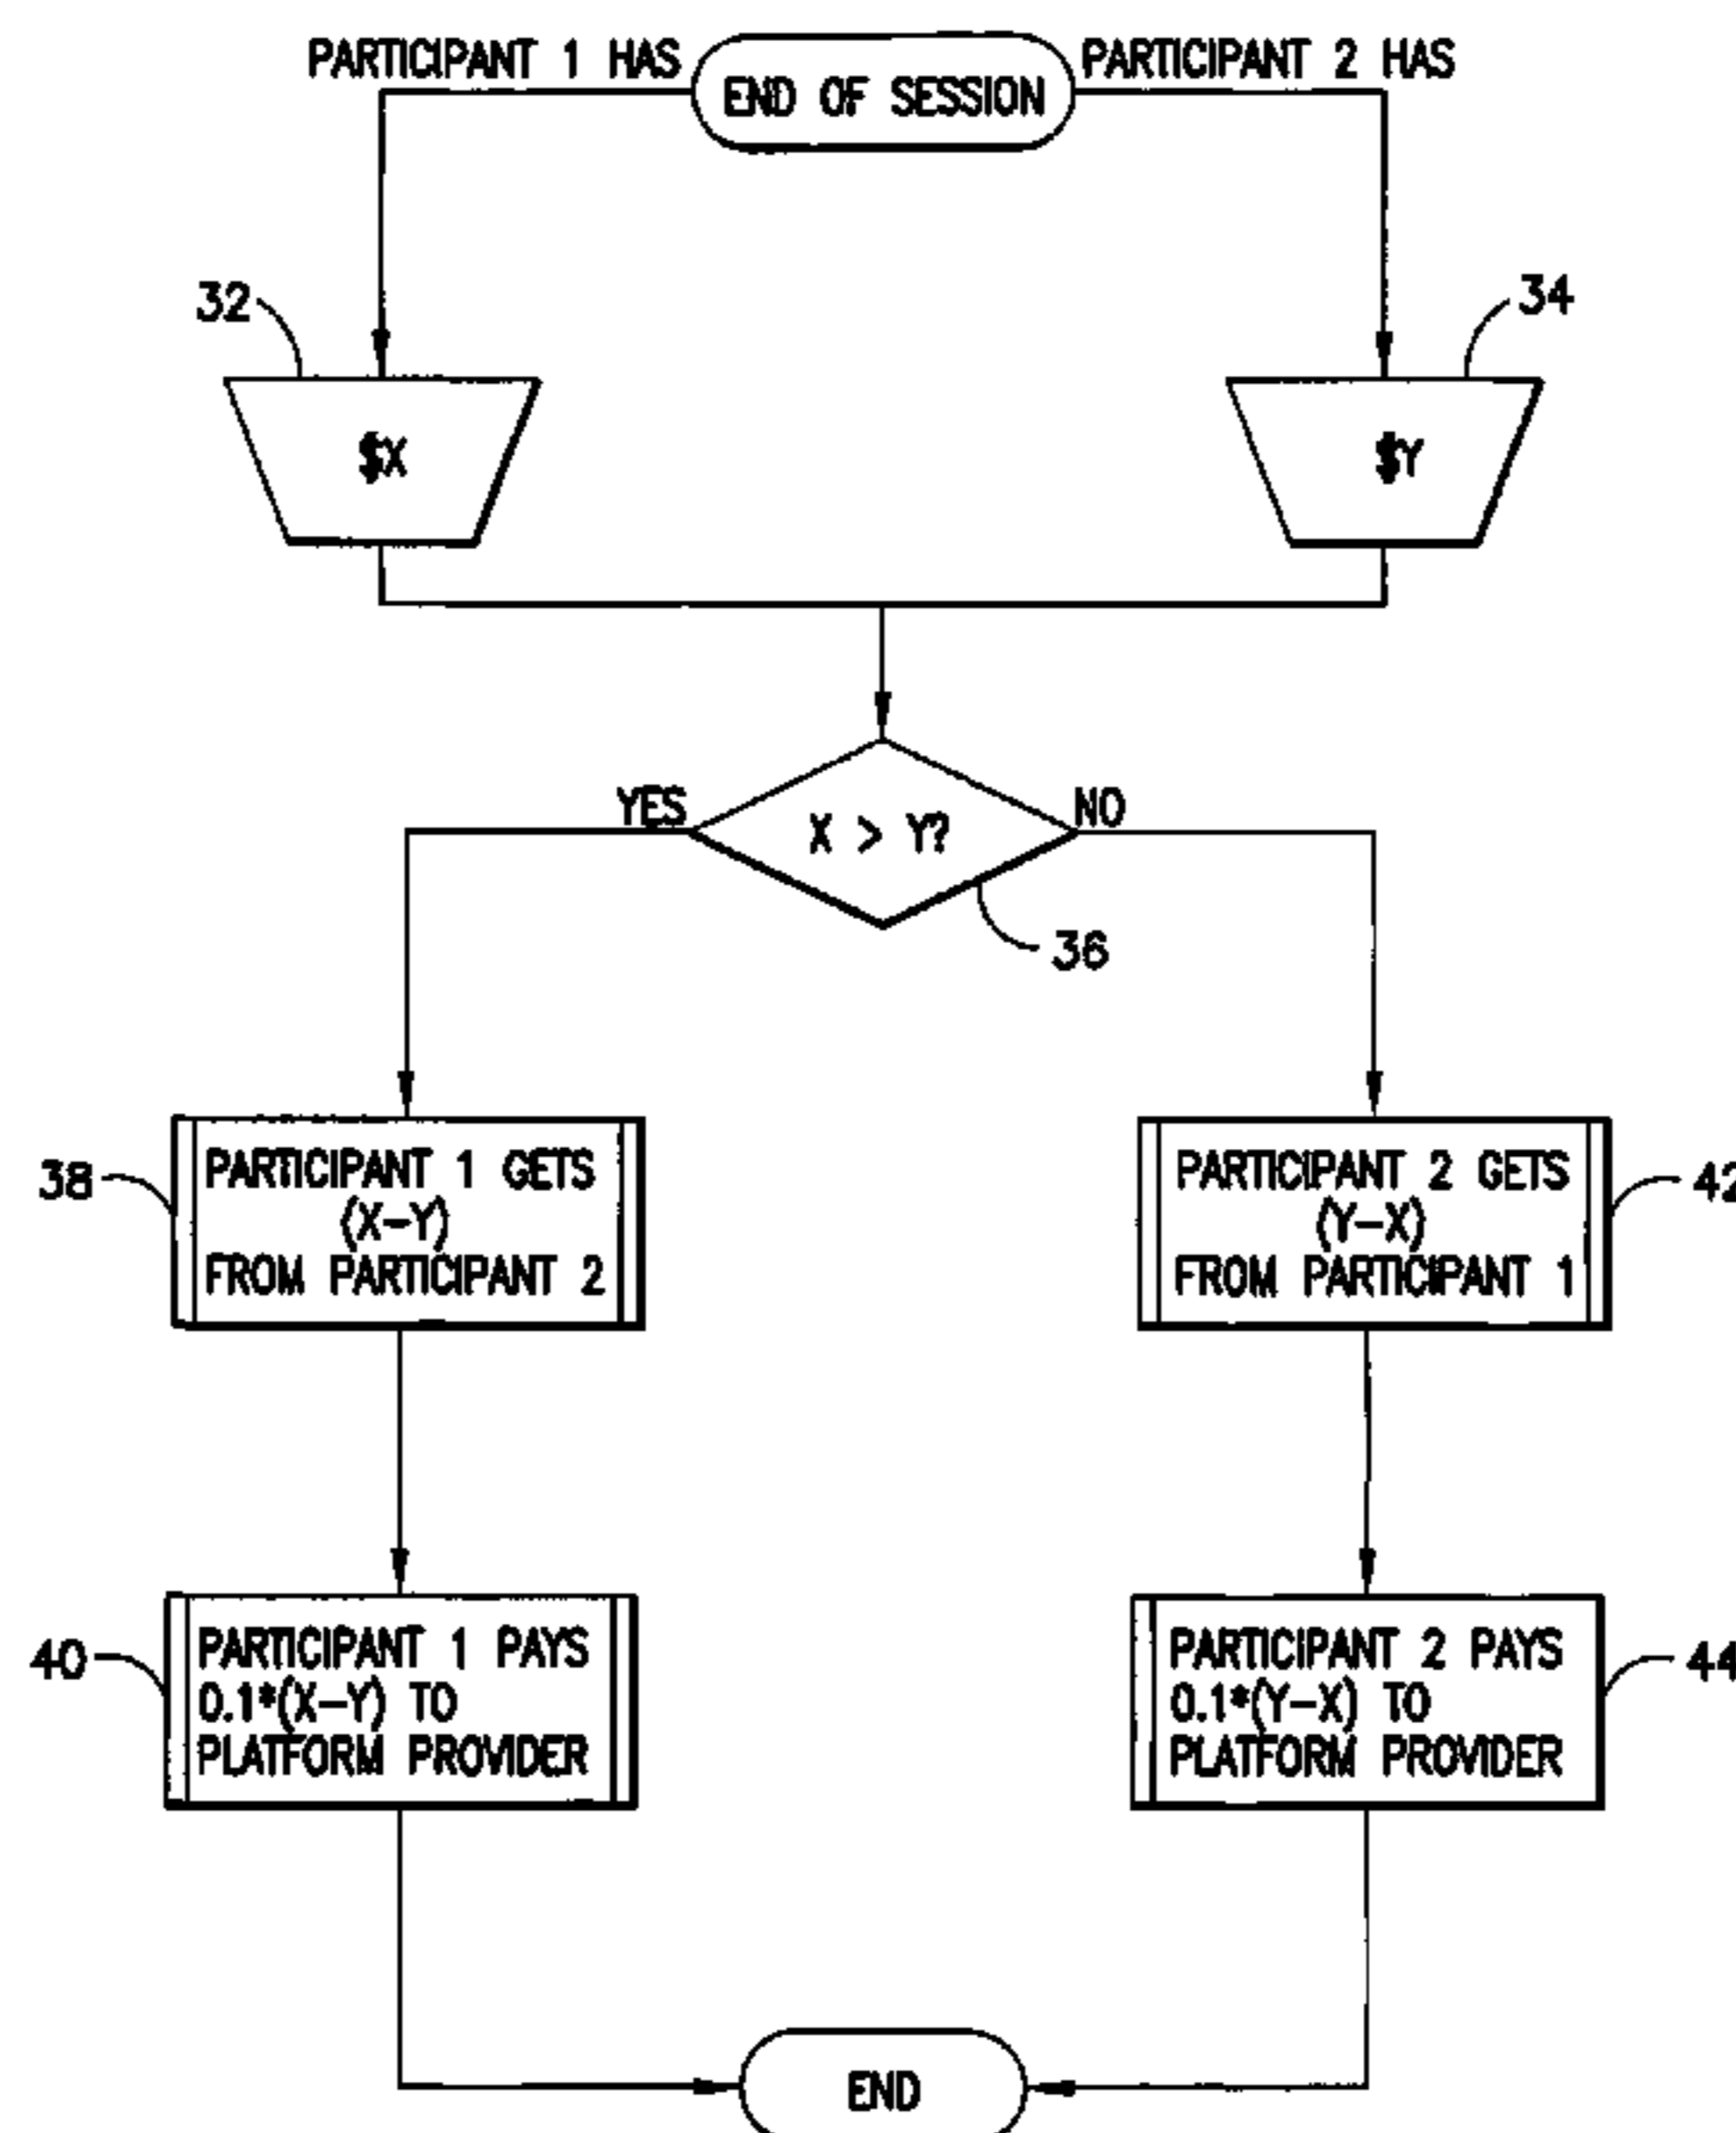 PARTICIPANT 1 HAS
END OF SESSION
PARTICIPANT 2 HAS
32
34
$X
$Y
YES
X > Y?
NO
36
38
PARTICIPANT 1 GETS
(X-Y)
FROM PARTICIPANT 2
PARTICIPANT 2 GETS
(Y-X)
FROM PARTICIPANT 1
42
40
PARTICIPANT 1 PAYS
0.1*(X-Y) TO
PLATFORM PROVIDER
PARTICIPANT 2 PAYS
0.1*(Y-X) TO
PLATFORM PROVIDER
44
END